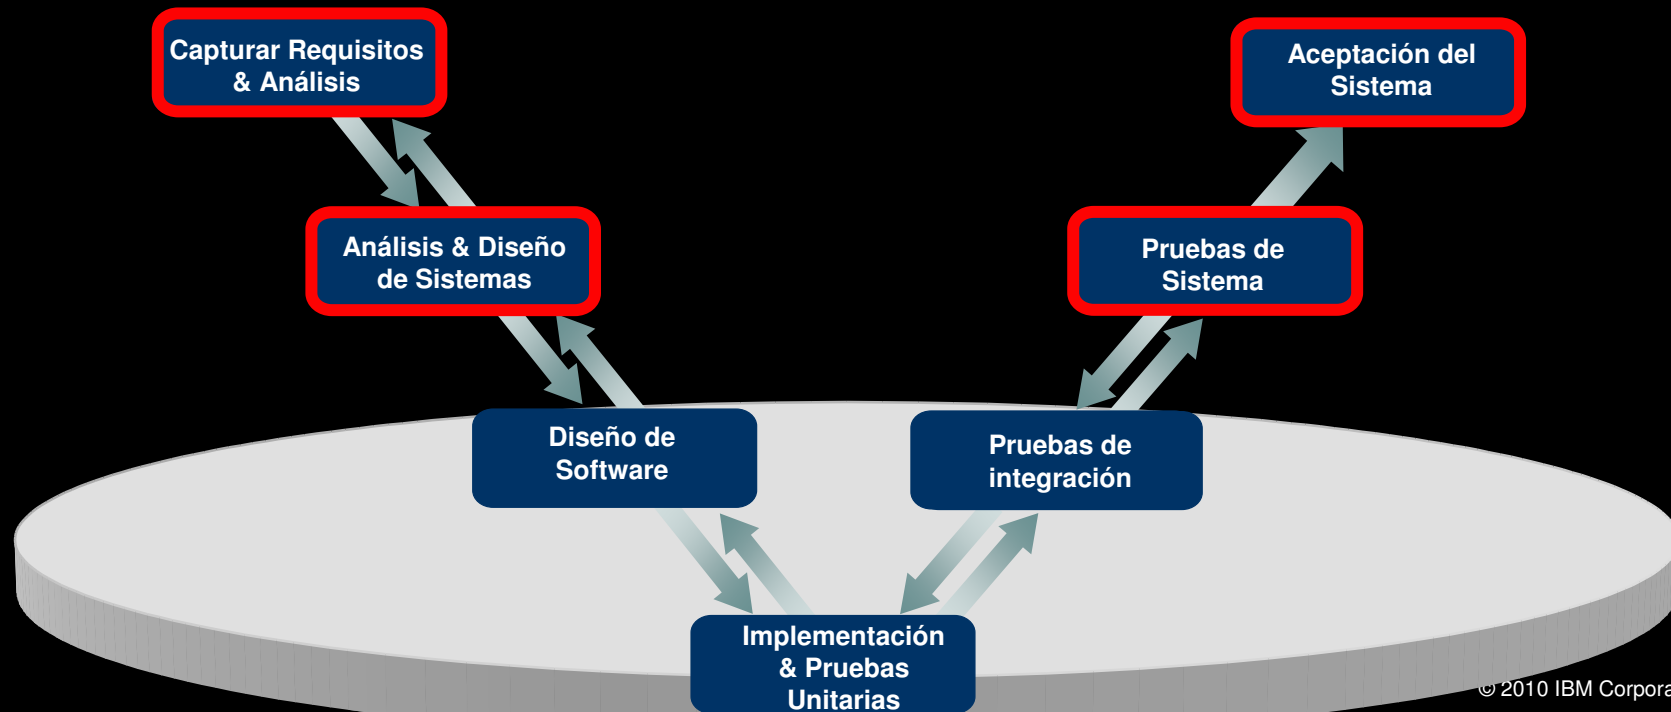 Capturar Requisitos
& Análisis
Aceptación del
Sistema
Análisis & Diseño
de Sistemas
Pruebas de
Sistema
Diseño de
Software
Pruebas de
integración
Implementación
& Pruebas
Unitarias
© 2010 IBM Corpora